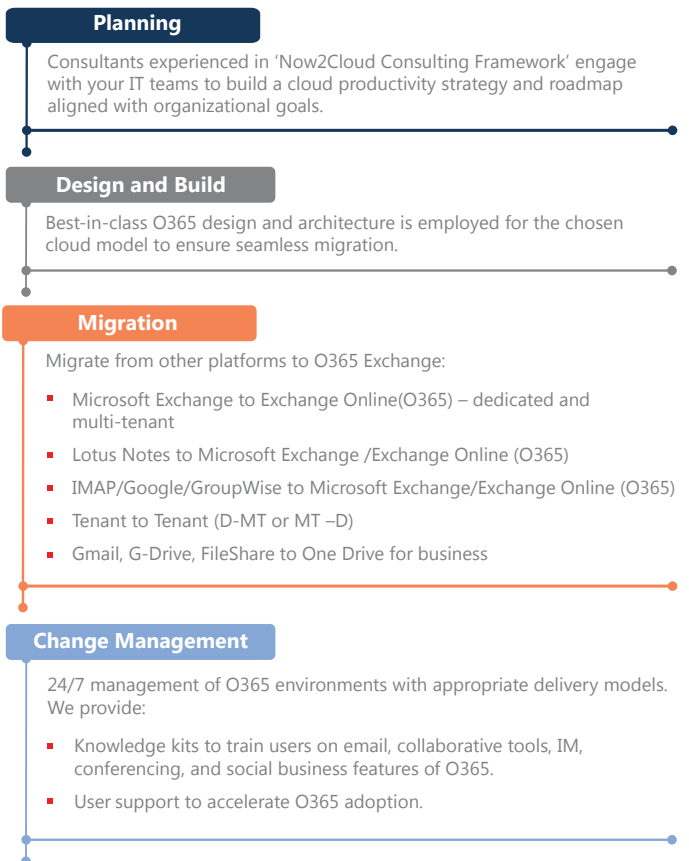 Planning
Consultants experienced in ‘Now2Cloud Consulting Framework’ engage
with your IT teams to build a cloud productivity strategy and roadmap
aligned with organizational goals.
Design and Build
Best-in-class O365 design and architecture is employed for the chosen
cloud model to ensure seamless migration.
Migration
Migrate from other platforms to O365 Exchange:
Microsoft Exchange to Exchange Online(O365) – dedicated and
multi-tenant
Lotus Notes to Microsoft Exchange /Exchange Online (O365)
IMAP/Google/GroupWise to Microsoft Exchange/Exchange Online (O365)
Tenant to Tenant (D-MT or MT –D)
Gmail, G-Drive, FileShare to One Drive for business
Change Management
24/7 management of O365 environments with appropriate delivery models.
We provide:
Knowledge kits to train users on email, collaborative tools, IM,
conferencing, and social business features of O365.
User support to accelerate O365 adoption.